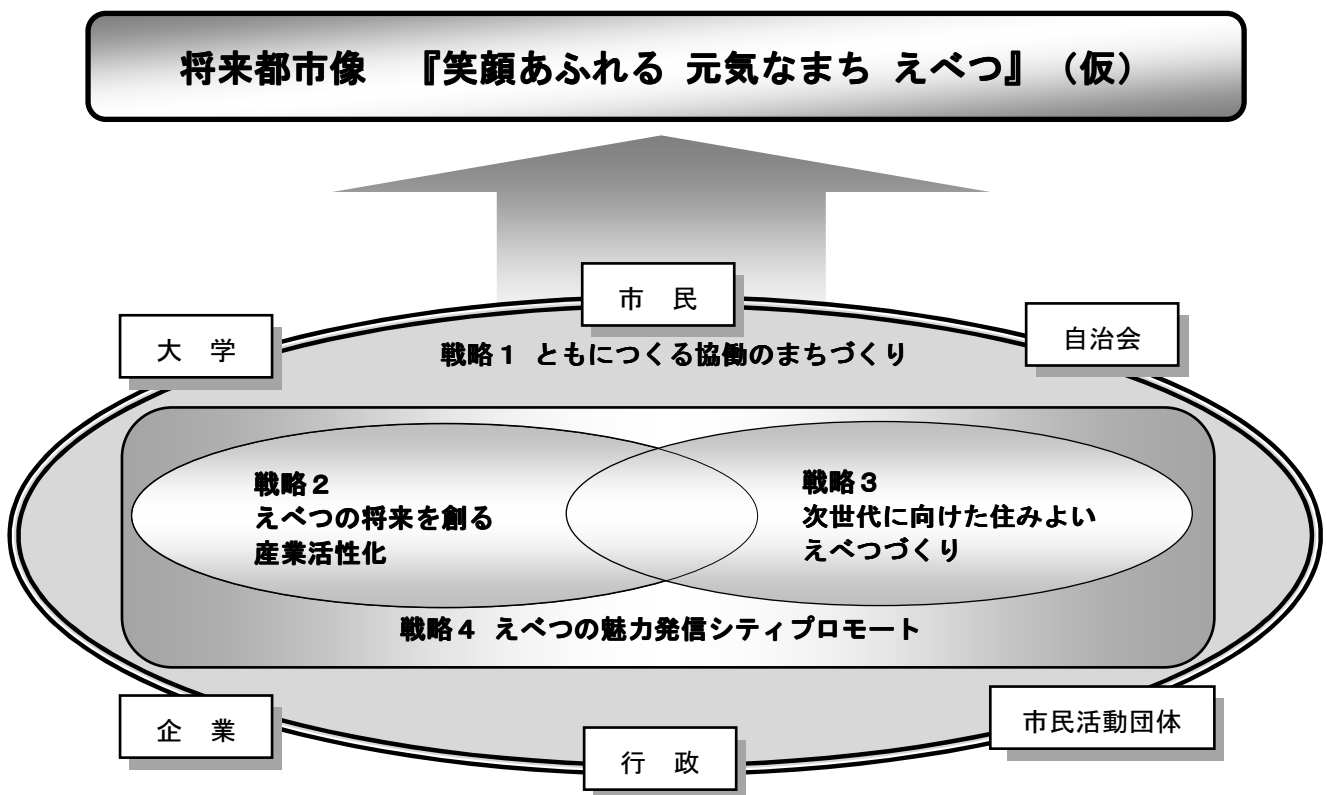 将来都市像　『笑顔あふれる 元気なまち えべつ』（仮）
市　民
大　学
自治会
戦略１ ともにつくる協働のまちづくり
戦略２
えべつの将来を創る
産業活性化
戦略３
次世代に向けた住みよい
えべつづくり
戦略４ えべつの魅力発信シティプロモート
企　業
行　政
市民活動団体